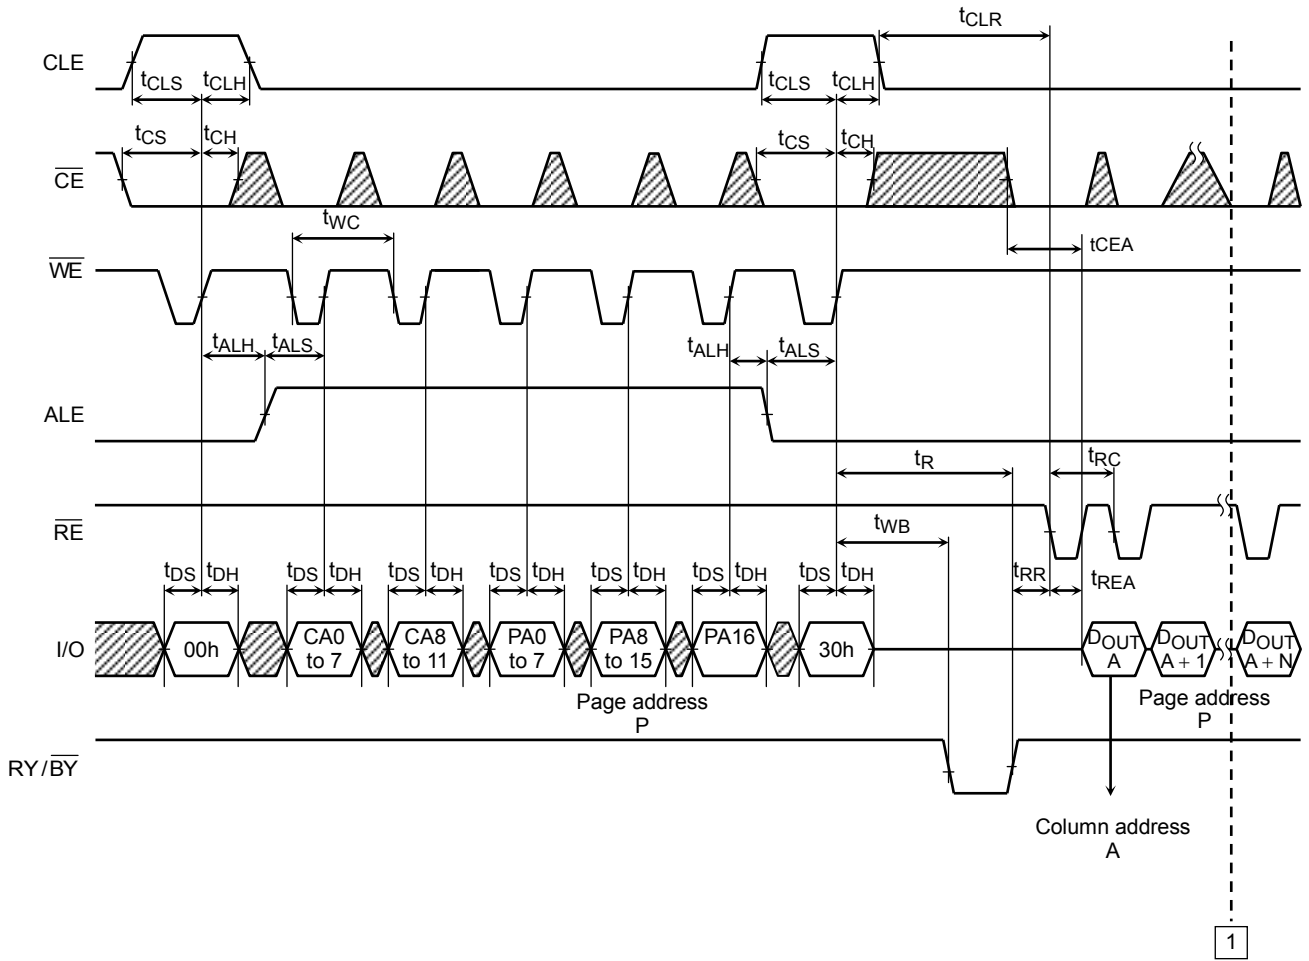 tCLR
CLE
tCLS tCLH tCLS tCLH
tCS tCH tCS tCH
CE
tWC
tCEA
WE
tALH tALS tALH tALS
ALE
tR tRC
RE
tWB
tDS tDH tDS tDH tDS tDH tDS tDH tDS tDH tDS tDH tDS tDH tRR tREA
I/O 00h CA0 to 7 CA8 to 11 PA0 to 7 PA8 to 15 PA16 30h DOUT A DOUT A + 1 DOUT A + N
Page address
P
Page address
P
RY/BY
Column address
A
1